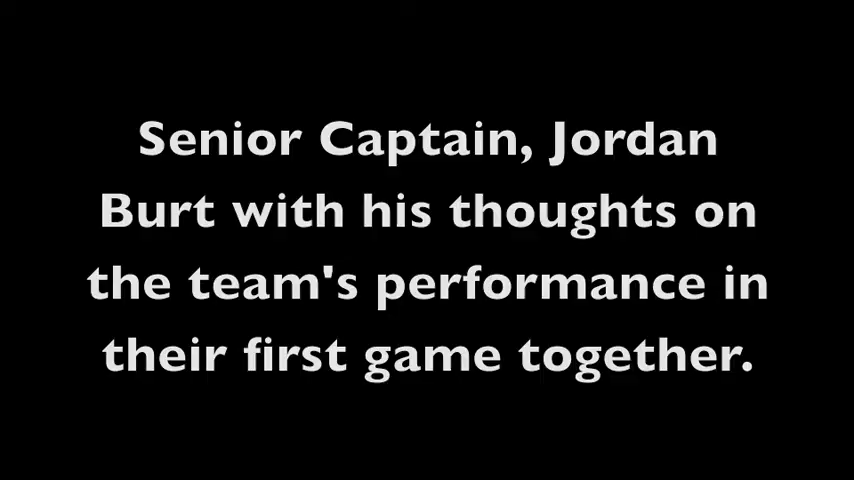 Senior Captain, Jordan
Burt with his thoughts on
the team's performance in
their first game together.